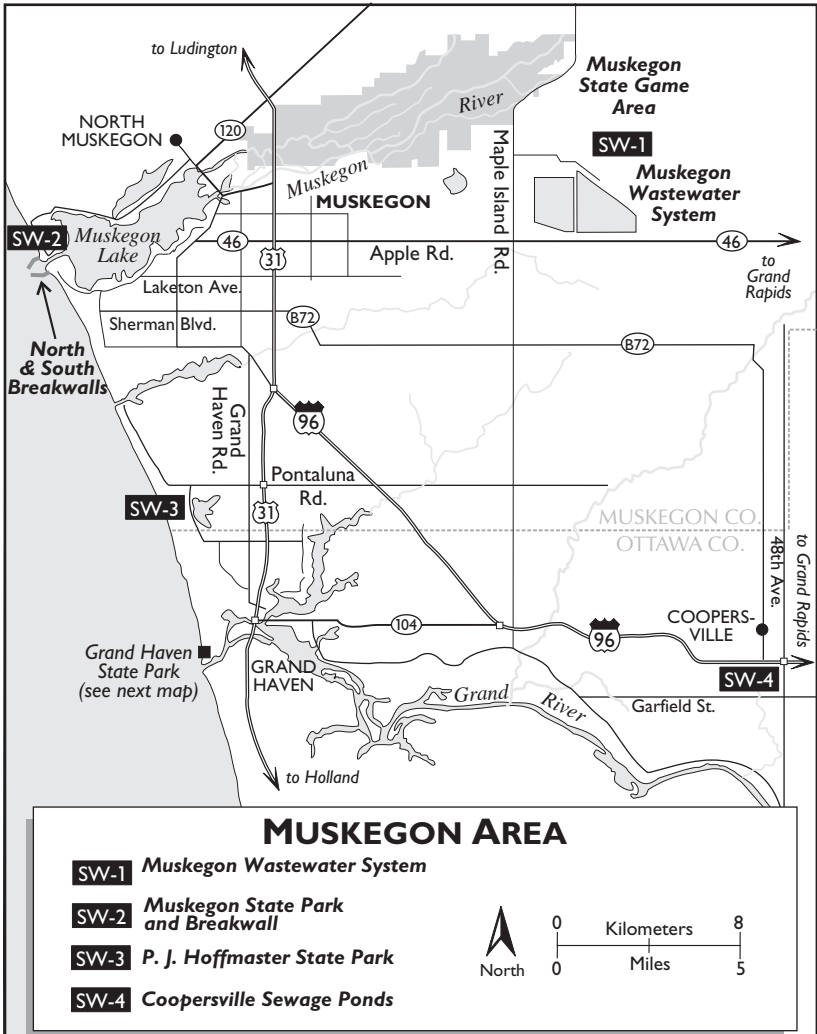 to Ludington
Muskegon
State Game
Area
River
NORTH
MUSKEGON
120
SW-1
Maple Island Rd.
Muskegon
Wastewater
System
Muskegon
MUSKEGON
SW-2
Muskegon
Lake
46
31
Apple Rd.
46
to
Grand
Rapids
Laketon Ave.
Sherman Blvd.
B72
B72
North
& South
Breakwalls
Grand
Haven Rd.
96
Pontaluna
Rd.
SW-3
31
MUSKEGON CO.
OTTAWA CO.
48th Ave.
to Grand Rapids
104
COOPERS-
VILLE
96
Grand Haven
State Park
(see next map)
GRAND
HAVEN
SW-4
Grand
River
Garfield St.
to Holland
MUSKEGON AREA
SW-1 Muskegon Wastewater System
SW-2 Muskegon State Park
and Breakwall
SW-3 P. J. Hoffmaster State Park
SW-4 Coopersville Sewage Ponds
North
0 Kilometers 8
0 Miles 5